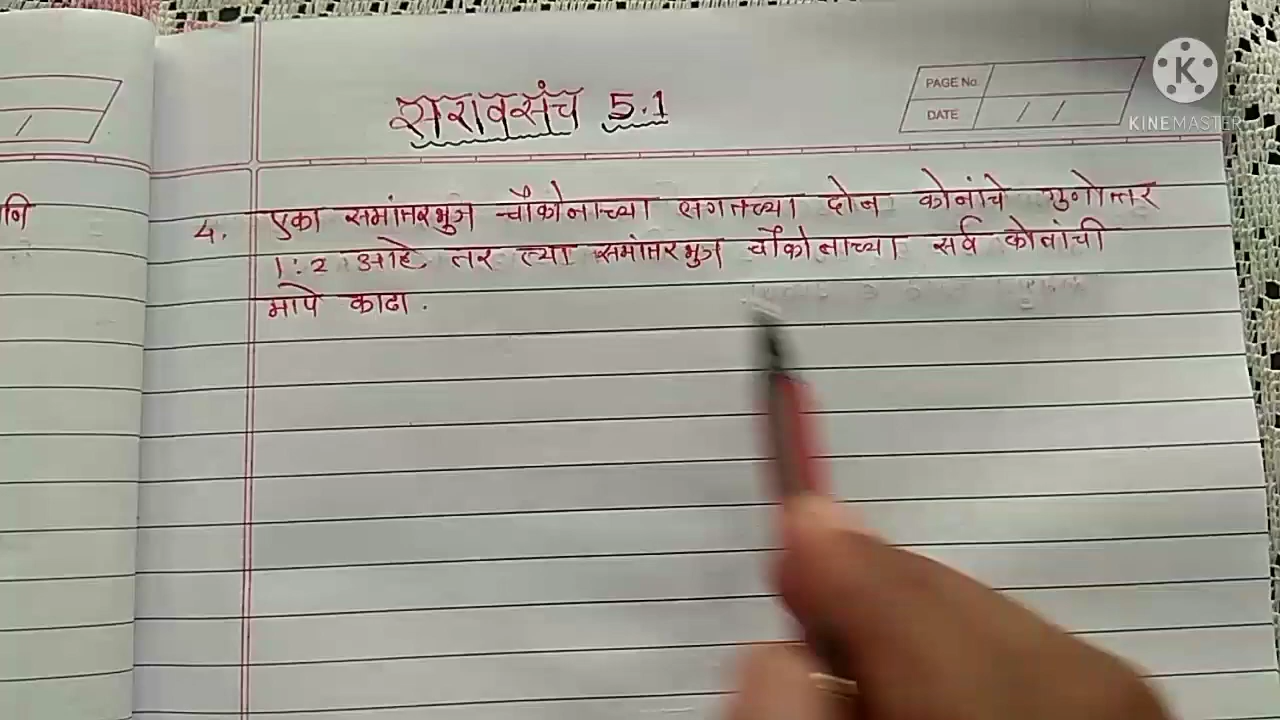 सरावसंच 5.1
PAGE No.
DATE / /
KINEMASTER
नि
4. एका समांतरभुज चौकोनाच्या लगतच्या दोन कोनांचे गुणोत्तर
1:2 आहे तर त्या समांतरभुज चौकोनाच्या सर्व कोनांची
मापे काढा.